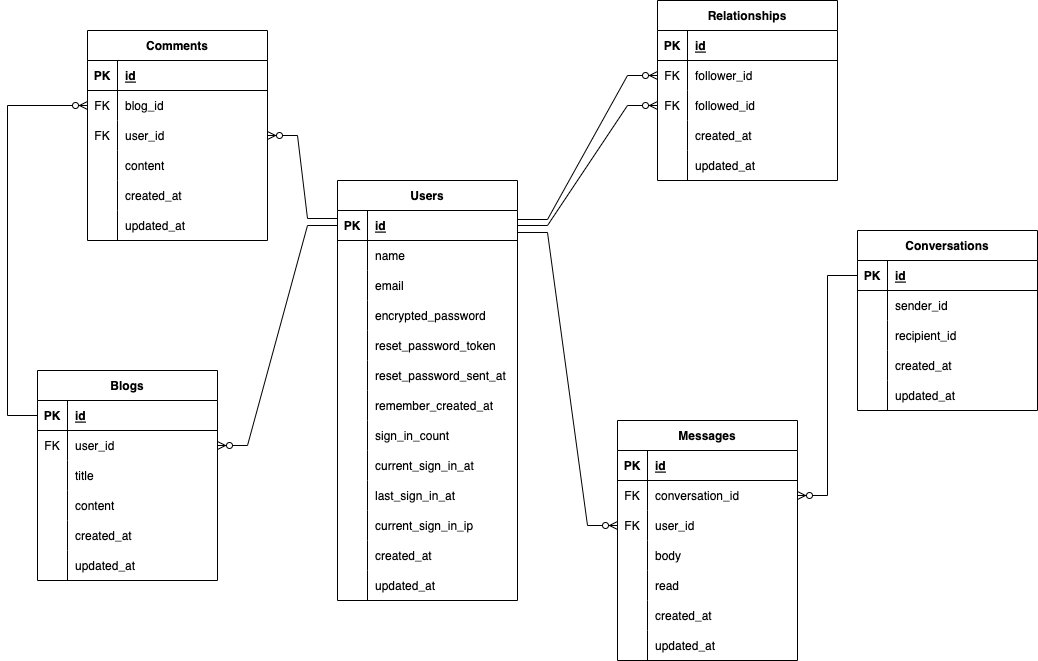 Comments
PK id
FK blog_id
FK user_id
content
created_at
updated_at
Relationships
PK id
FK follower_id
FK followed_id
created_at
updated_at
Users
PK id
name
email
encrypted_password
reset_password_token
reset_password_sent_at
remember_created_at
sign_in_count
current_sign_in_at
last_sign_in_at
current_sign_in_ip
created_at
updated_at
Conversations
PK id
sender_id
recipient_id
created_at
updated_at
Blogs
PK id
FK user_id
title
content
created_at
updated_at
Messages
PK id
FK conversation_id
FK user_id
body
read
created_at
updated_at